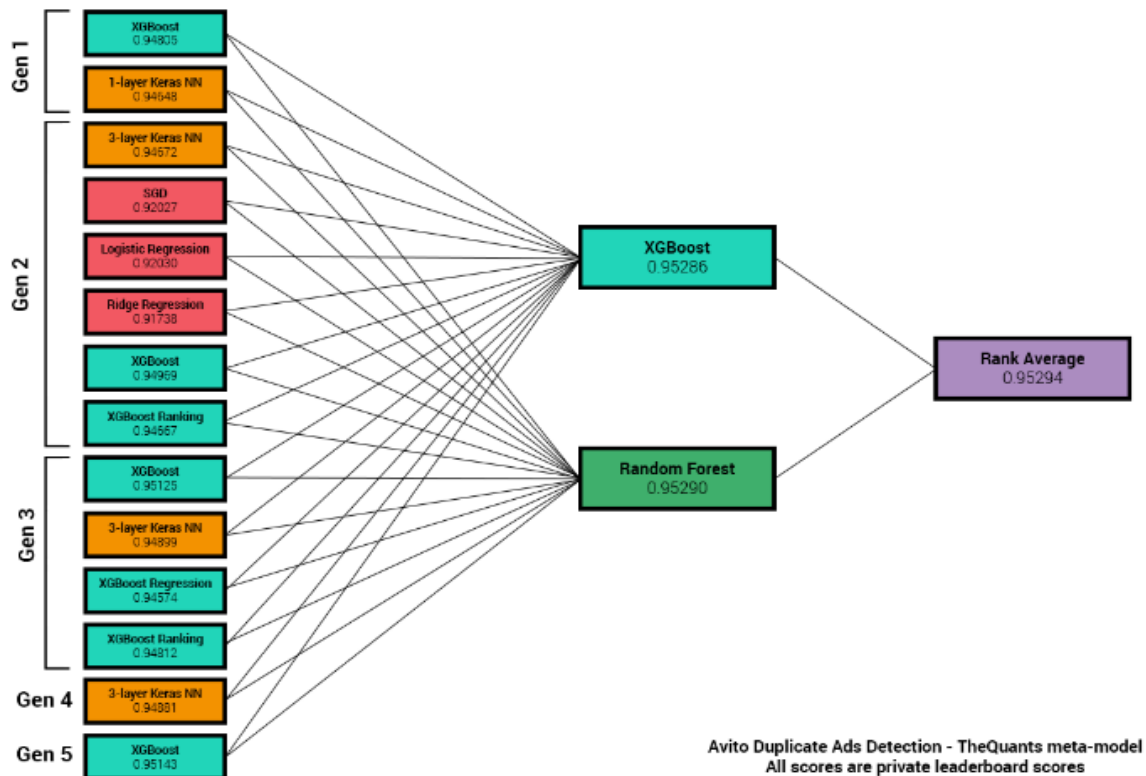 Gen 1
XGBoost
0.94805
1-layer Keras NN
0.94648
Gen 2
3-layer Keras NN
0.94672
SGD
0.92027
Logistic Regression
0.92030
Ridge Regression
0.91738
XGBoost
0.94969
XGBoost Ranking
0.94667
Gen 3
XGBoost
0.95125
3-layer Keras NN
0.94899
XGBoost Regression
0.94574
XGBoost Ranking
0.94812
Gen 4
3-layer Keras NN
0.94881
Gen 5
XGBoost
0.95143
XGBoost
0.95286
Random Forest
0.95290
Rank Average
0.95294
Avito Duplicate Ads Detection - TheQuants meta-model
All scores are private leaderboard scores